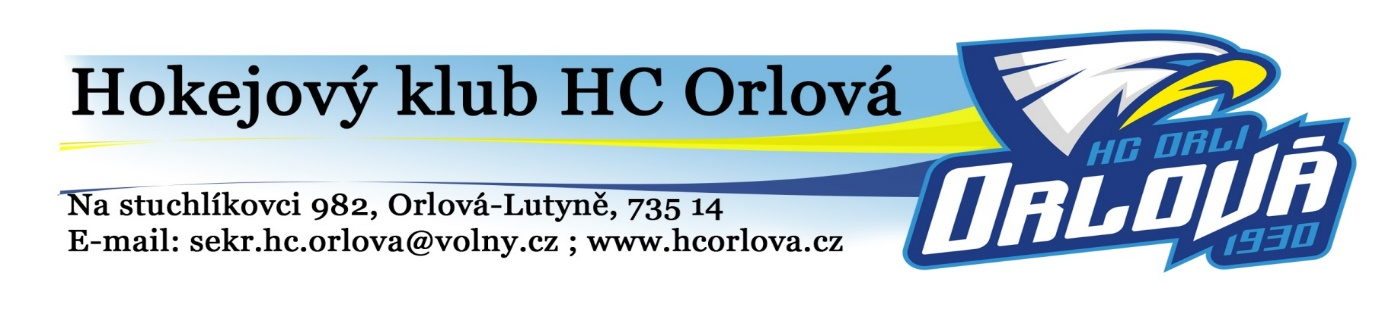 Hokejový klub HC Orlová
Na stuchlíkovci 982, Orlová-Lutyně, 735 14
E-mail: sekr.hc.orlova@volny.cz ; www.hcorlova.cz
HC ORLI
ORLOVÁ
1930